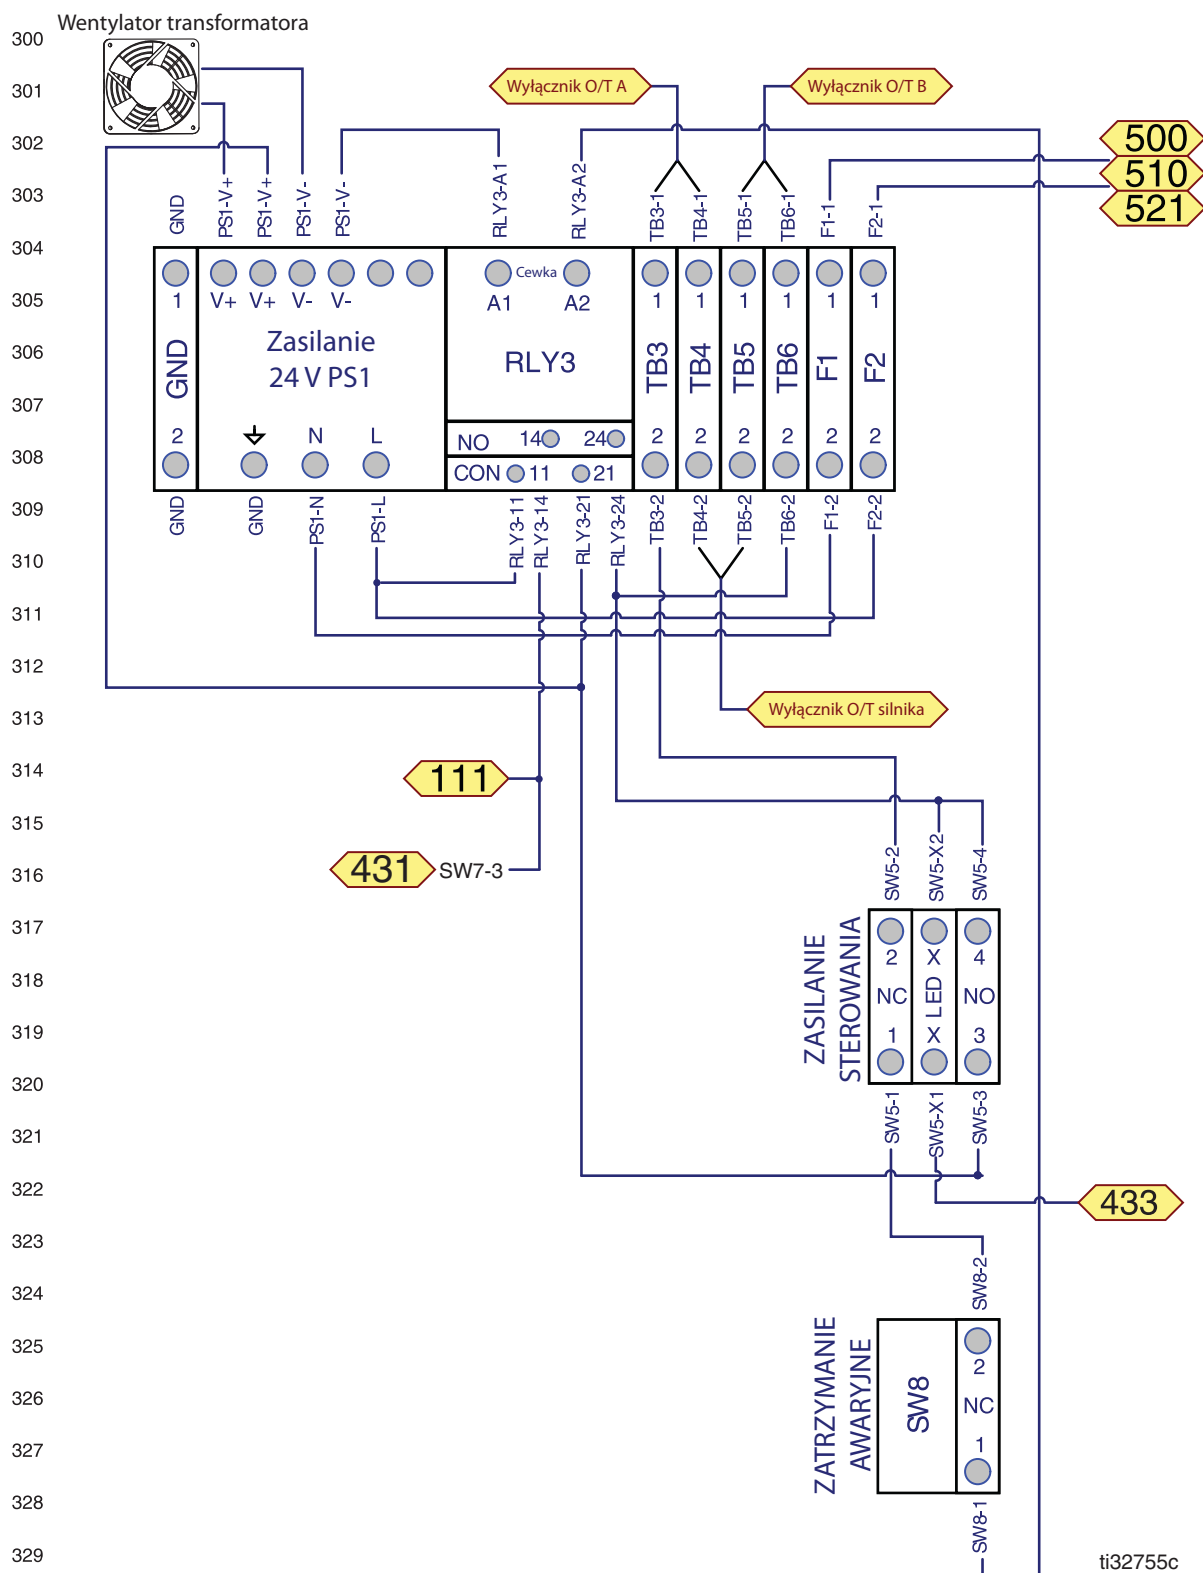 Wentylator transformatora
300
301
302
303
304
305
306
307
308
309
310
311
312
313
314
315
316
317
318
319
320
321
322
323
324
325
326
327
328
329
Wyłącznik O/T A
Wyłącznik O/T B
500
510
521
GND
PS1-V+
PS1-V+
PS1-V-
PS1-V-
RLY3-A1
RLY3-A2
TB3-1
TB4-1
TB5-1
TB6-1
F1-1
F2-1
1
V+
V+
V-
V-
Cewka
A1
A2
1
1
1
1
1
1
GND
Zasilanie
24 V PS1
RLY3
TB3
TB4
TB5
TB6
F1
F2
2
N
L
NO
14
24
CON
11
21
2
2
2
2
2
2
GND
GND
PS1-N
PS1-L
RLY3-11
RLY3-14
RLY3-21
RLY3-24
TB3-2
TB4-2
TB5-2
TB6-2
F1-2
F2-2
Wyłącznik O/T silnika
111
431
SW7-3
SW5-2
SW5-X2
SW5-4
ZASILANIE
STEROWANIA
2
X
4
NC
LED
NO
1
X
3
SW5-1
SW5-X1
SW5-3
433
SW8-2
ZATRZYMANIE
AWARYJNE
SW8
2
NC
1
SW8-1
ti32755c